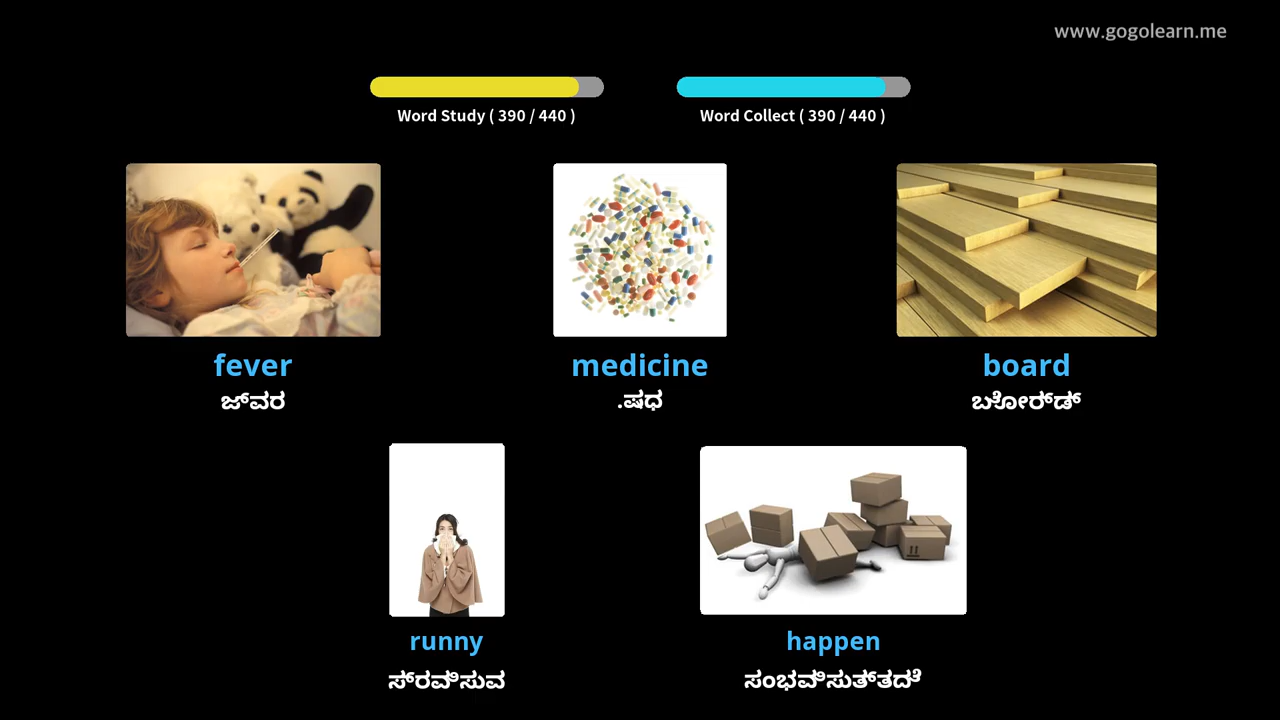 www.gogolearn.me
Word Study ( 390 / 440 )
Word Collect ( 390 / 440 )
fever
ಜ್ವರ
medicine
.ಷಧ
board
ಬೋರ್ಡ್
runny
ಸ್ರವಿಸುವ
happen
ಸಂಭವಿಸುತ್ತದೆ